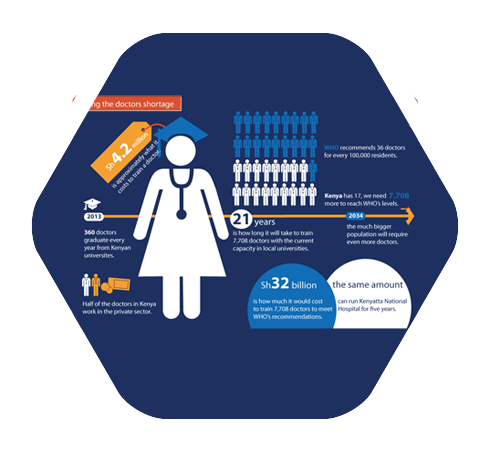 ng the doctors shortage
Sh 4.2 million
is approximately what it
costs to train a doctor.
WHO recommends 36 doctors
for every 100,000 residents.
Kenya has 17, we need 7,708
more to reach WHO's levels.
2013
360 doctors
graduate every
year from Kenyan
universities.
21 years
is how long it will take to train
7,708 doctors with the current
capacity in local universities.
2034
the much bigger
population will require
even more doctors.
Half of the doctors in Kenya
work in the private sector.
Sh32 billion
is how much it would cost
to train 7,708 doctors to meet
WHO's recommendations.
the same amount
can run Kenyatta National
Hospital for five years.